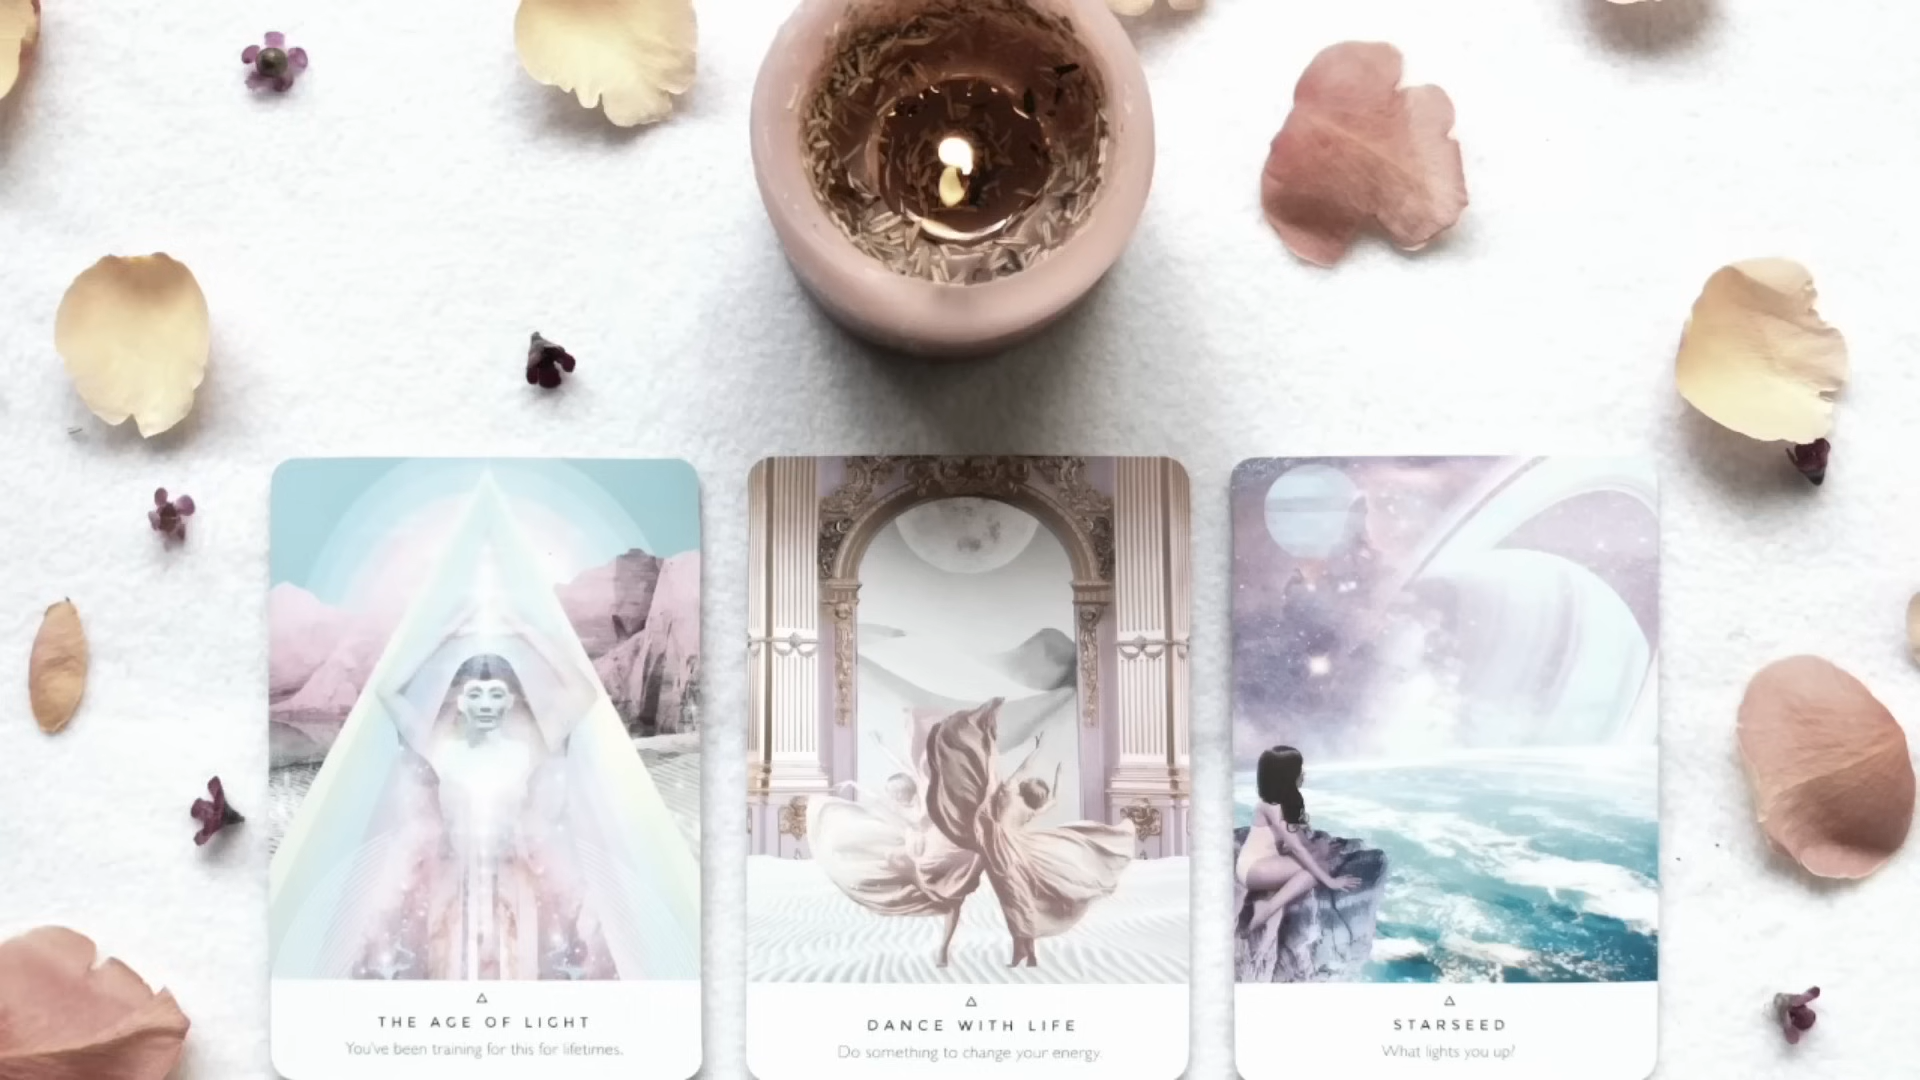 THE AGE OF LIGHT
You've been training for this for lifetimes.
DANCE WITH LIFE
Do something to change your energy.
STARSEED
What lights you up?